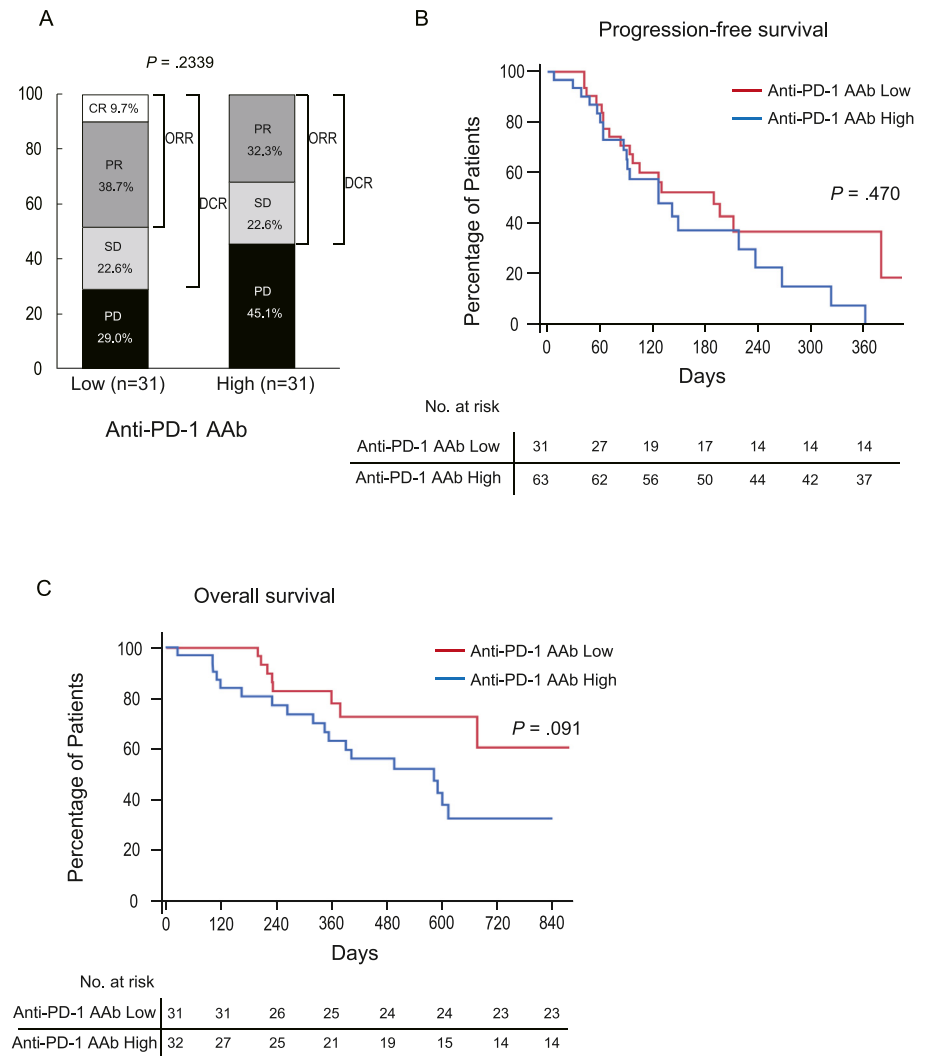 A
P = .2339
100
80
60
40
20
0
CR 9.7%
PR
38.7%
SD
22.6%
PD
29.0%
ORR
DCR
PR
32.3%
SD
22.6%
PD
45.1%
ORR
DCR
Low (n=31)
High (n=31)
Anti-PD-1 AAb
B
Progression-free survival
Percentage of Patients
100
80
60
40
20
0
Anti-PD-1 AAb Low
Anti-PD-1 AAb High
P = .470
0 60 120 180 240 300 360
Days
No. at risk
Anti-PD-1 AAb Low 31 27 19 17 14 14 14
Anti-PD-1 AAb High 63 62 56 50 44 42 37
C
Overall survival
Percentage of Patients
100
80
60
40
20
0
Anti-PD-1 AAb Low
Anti-PD-1 AAb High
P = .091
0 120 240 360 480 600 720 840
Days
No. at risk
Anti-PD-1 AAb Low 31 31 26 25 24 24 23 23
Anti-PD-1 AAb High 32 27 25 21 19 15 14 14